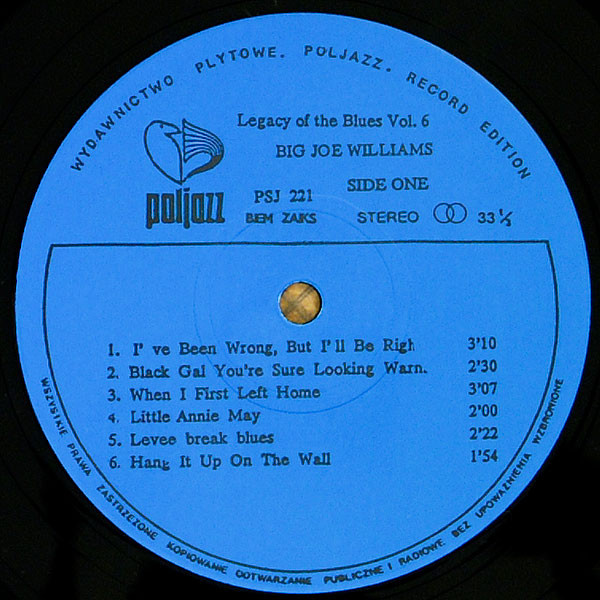 WYDAWNICTWO PLYTOWE. POLJAZZ. RECORD EDITION
Legacy of the Blues Vol. 6
BIG JOE WILLIAMS
poljazz
PSJ 221
SIDE ONE
BIEM ZAIKS
STEREO 33 1/3
1. I' ve Been Wrong, But I'll Be Righ 3'10
2. Black Gal You're Sure Looking Warn. 2'30
3. When I First Left Home 3'07
4. Little Annie May 2'00
5. Levee break blues 2'22
6. Hang It Up On The Wall 1'54
WSZYSTKIE PRAWA ZASTRZEŻONE KOPIOWANIE ODTWARZANIE PUBLICZNE I RADIOWE. BEZ UPOWAŻNIENIA WZBRONIONE